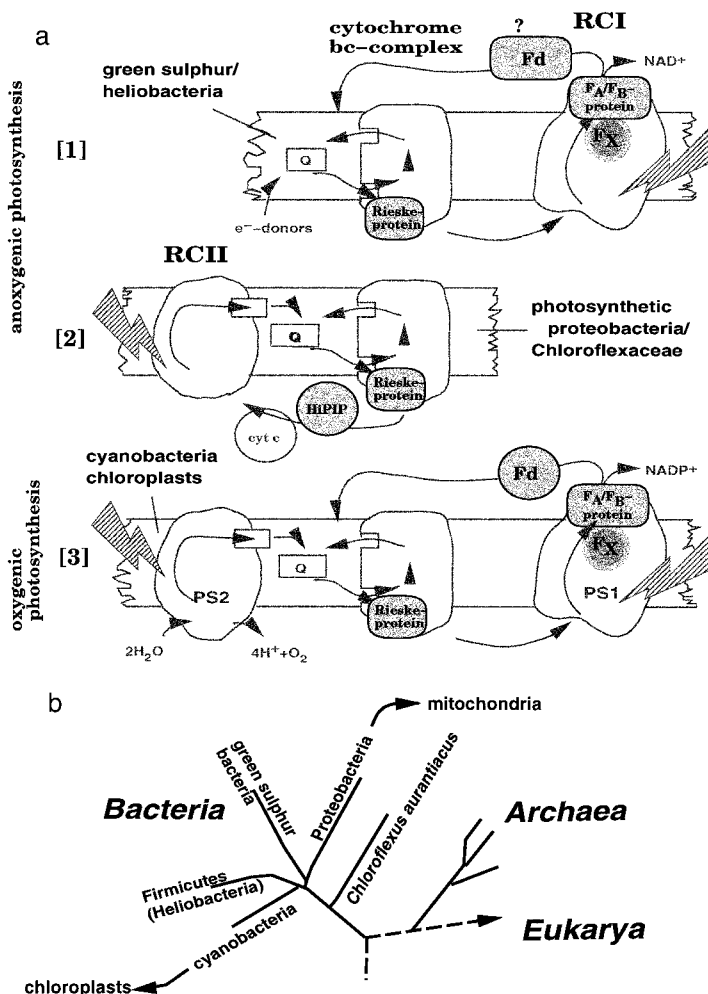 a
RCI
cytochrome
bc–complex
?
Fd
NAD+
green sulphur/
heliobacteria
FA/FB–
protein
FX
[1]
Q
Rieske–
protein
e⁻–donors
anoxygenic photosynthesis
RCII
[2]
Q
photosynthetic
proteobacteria/
Chloroflexaceae
Rieske–
protein
HiPIP
cyt c
cyanobacteria
chloroplasts
Fd
NADP+
FA/FB–
protein
FX
[3]
Q
PS2
PS1
Rieske–
protein
2H₂O
4H⁺+O₂
oxygenic
photosynthesis
b
mitochondria
green sulphur
bacteria
Proteobacteria
Chloroflexus aurantiacus
Bacteria
Archaea
Firmicutes
(Heliobacteria)
cyanobacteria
Eukarya
chloroplasts